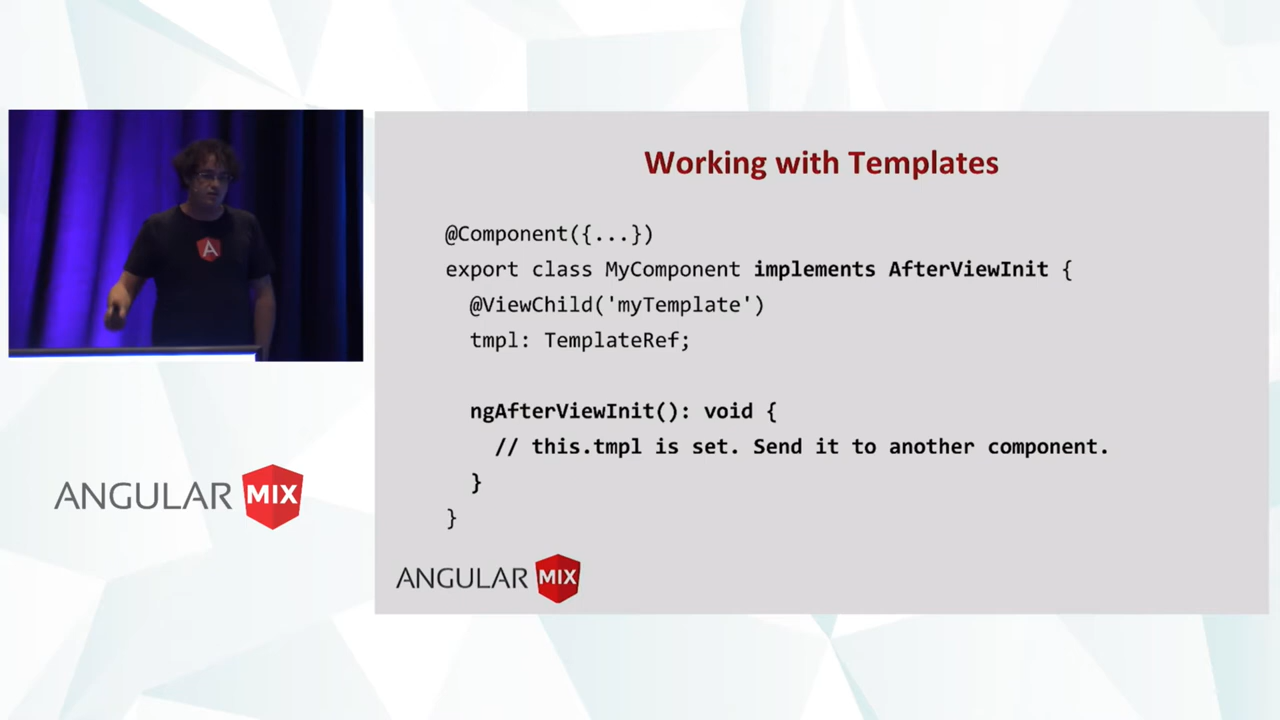 Working with Templates
@Component({...})
export class MyComponent implements AfterViewInit {
@ViewChild('myTemplate')
tmpl: TemplateRef;
ngAfterViewInit(): void {
// this.tmpl is set. Send it to another component.
}
}
ANGULAR MIX
A
ANGULAR MIX